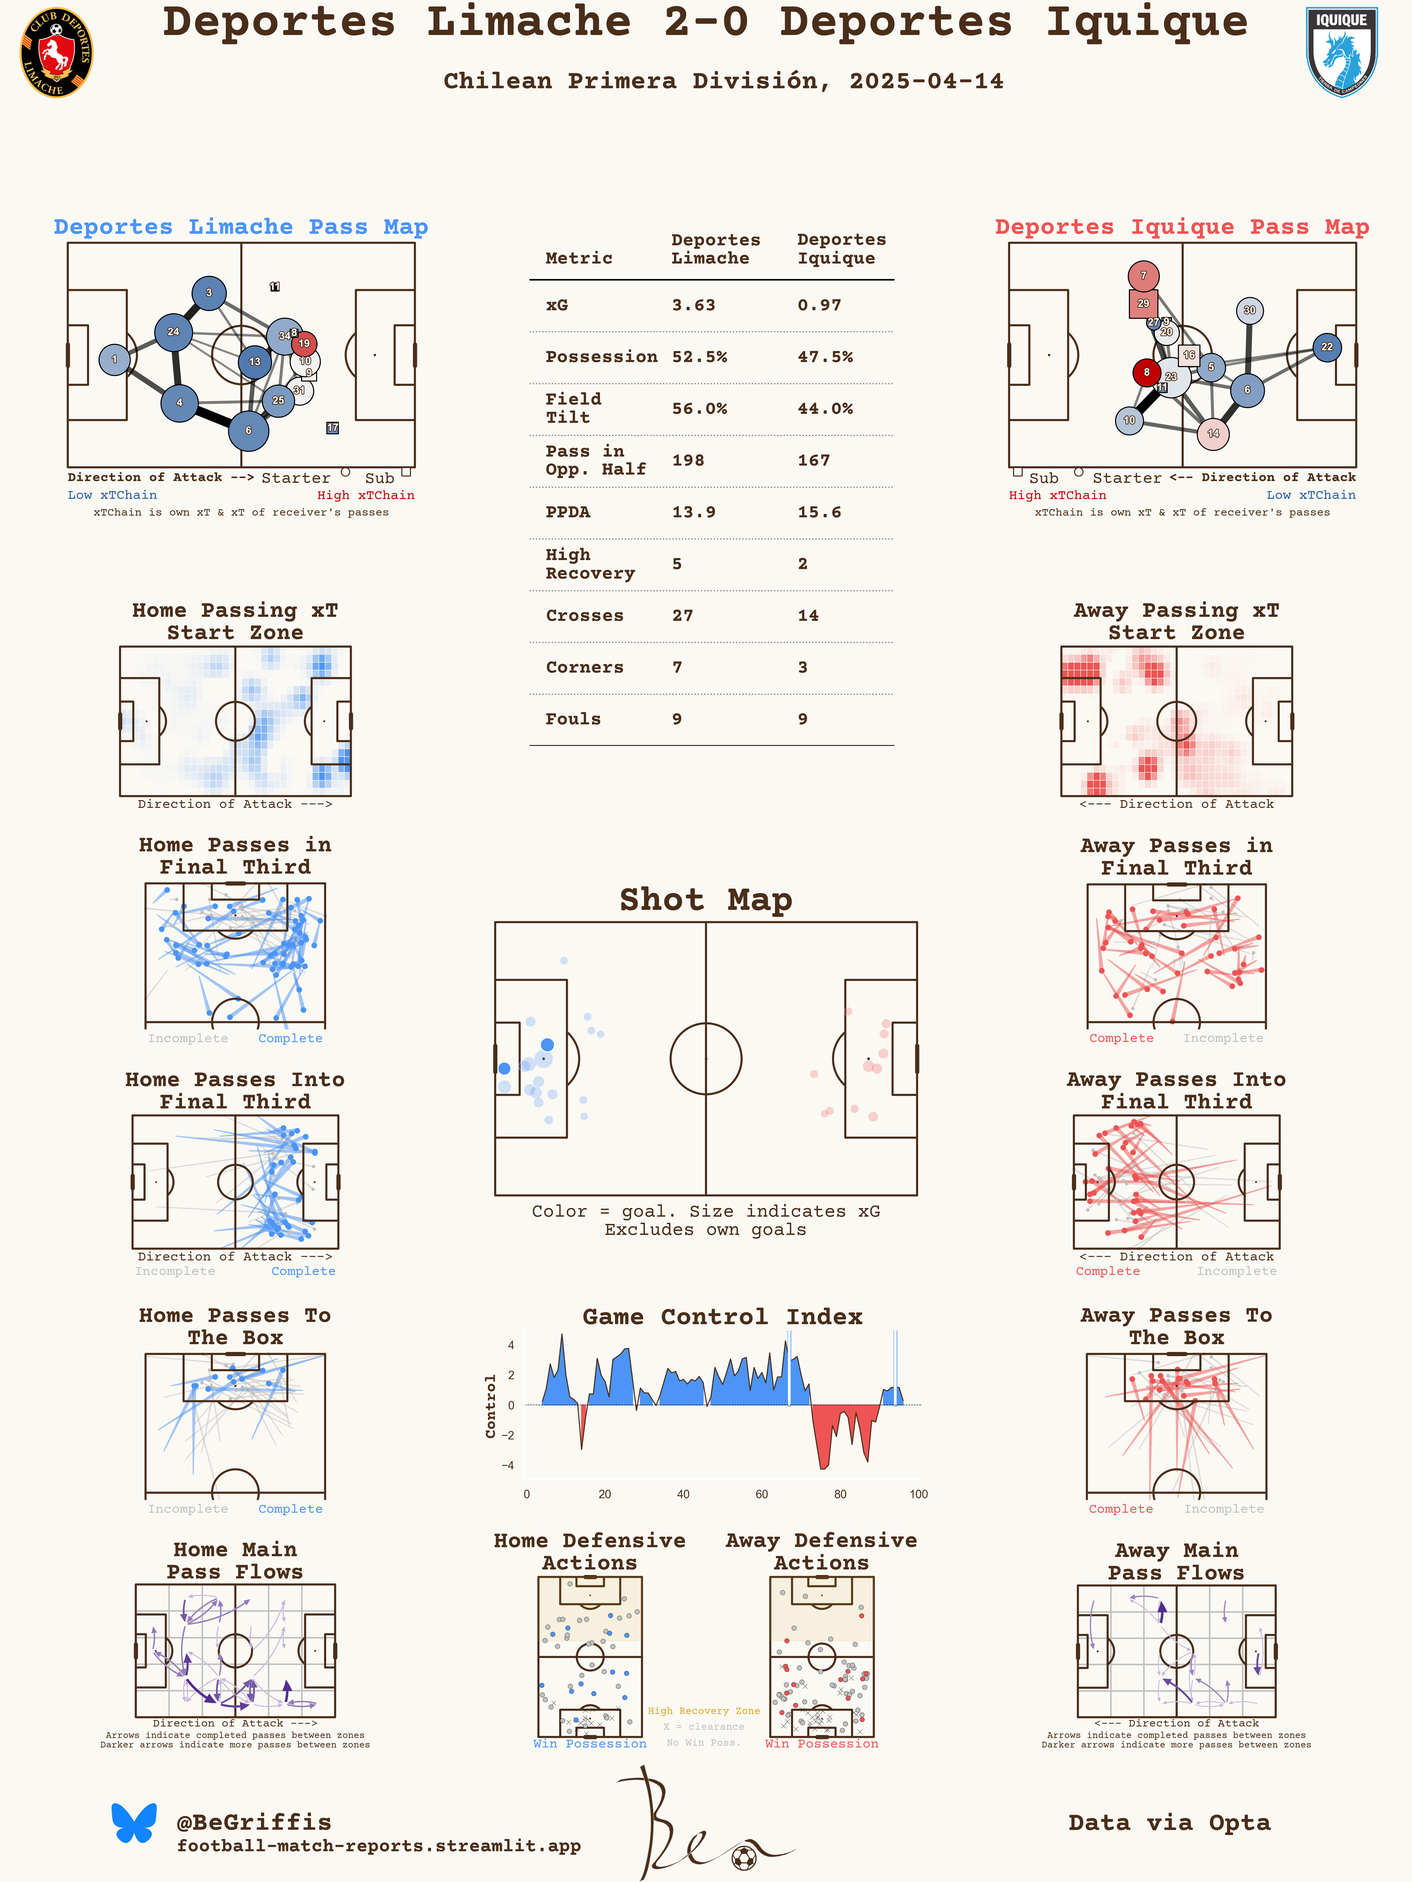 Deportes Limache 2-0 Deportes Iquique
Chilean Primera División, 2025-04-14
CLUB DEPORTES
LIMACHE
IQUIQUE
Deportes Limache Pass Map
3
11
24
34
8
19
1
13
10
9
31
4
25
6
17
Direction of Attack --> Starter Sub
Low xTChain High xTChain
xTChain is own xT & xT of receiver's passes
Metric Deportes Limache Deportes Iquique
xG 3.63 0.97
Possession 52.5% 47.5%
Field Tilt 56.0% 44.0%
Pass in Opp. Half 198 167
PPDA 13.9 15.6
High Recovery 5 2
Crosses 27 14
Corners 7 3
Fouls 9 9
Deportes Iquique Pass Map
7
29
30
27
9
20
22
16
5
8
23
11
6
10
14
Sub Starter <-- Direction of Attack
High xTChain Low xTChain
xTChain is own xT & xT of receiver's passes
Home Passing xT
Start Zone
Direction of Attack --->
Away Passing xT
Start Zone
<--- Direction of Attack
Home Passes in
Final Third
Incomplete Complete
Away Passes in
Final Third
Complete Incomplete
Shot Map
Color = goal. Size indicates xG
Excludes own goals
Home Passes Into
Final Third
Direction of Attack --->
Incomplete Complete
Away Passes Into
Final Third
<--- Direction of Attack
Complete Incomplete
Home Passes To
The Box
Incomplete Complete
Game Control Index
Control
4
2
0
−2
−4
0 20 40 60 80 100
Away Passes To
The Box
Complete Incomplete
Home Main
Pass Flows
Direction of Attack --->
Arrows indicate completed passes between zones
Darker arrows indicate more passes between zones
Home Defensive
Actions
Win Possession
High Recovery Zone
X = clearance
No Win Poss.
Away Defensive
Actions
Win Possession
Away Main
Pass Flows
<--- Direction of Attack
Arrows indicate completed passes between zones
Darker arrows indicate more passes between zones
@BeGriffis
football-match-reports.streamlit.app
Ben
Data via Opta